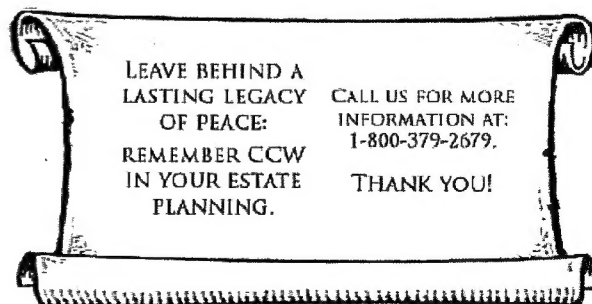 LEAVE BEHIND A
LASTING LEGACY
OF PEACE:
REMEMBER CCW
IN YOUR ESTATE
PLANNING.
CALL US FOR MORE
INFORMATION AT:
1-800-379-2679.
THANK YOU!